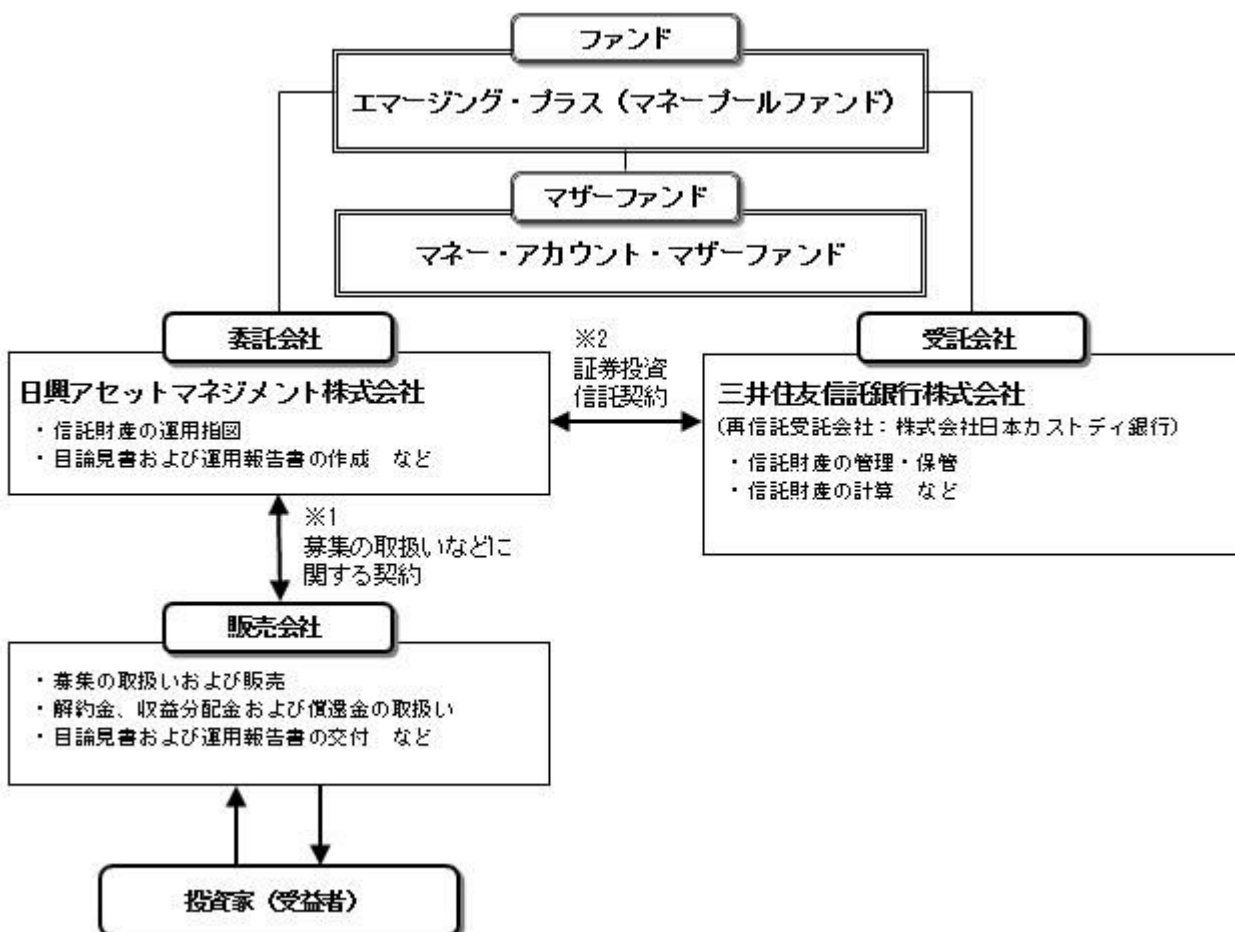 ファンド
エマージング・プラス（マネープールファンド）
マザーファンド
マネー・アカウント・マザーファンド
委託会社
日興アセットマネジメント株式会社
・信託財産の運用指図
・目論見書および運用報告書の作成　など
※2
証券投資
信託契約
受託会社
三井住友信託銀行株式会社
（再信託受託会社：株式会社日本カストディ銀行）
・信託財産の管理・保管
・信託財産の計算　など
※1
募集の取扱いなどに
関する契約
販売会社
・募集の取扱いおよび販売
・解約金、収益分配金および償還金の取扱い
・目論見書および運用報告書の交付　など
投資家（受益者）